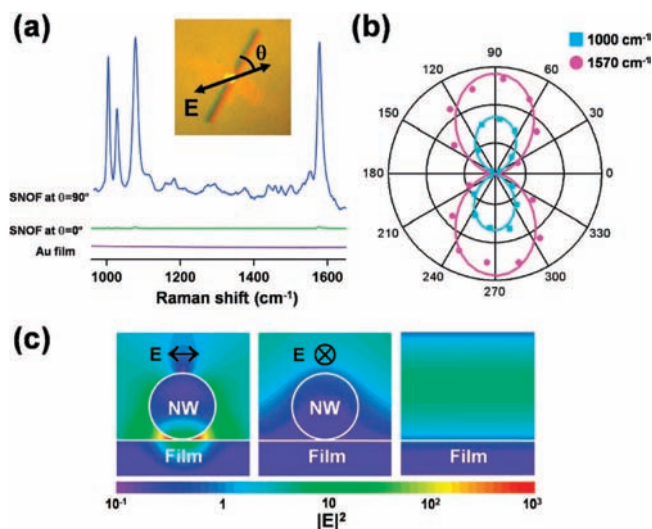 (a)
θ
E
SNOF at θ=90°
SNOF at θ=0°
Au film
1000 1200 1400 1600
Raman shift (cm-1)
(b)
1000 cm-1
1570 cm-1
90
120 60
150 30
180 0
210 330
240 300
270
(c)
E E
NW NW
Film Film Film
10-1 1 10 10² 10³
|E|²